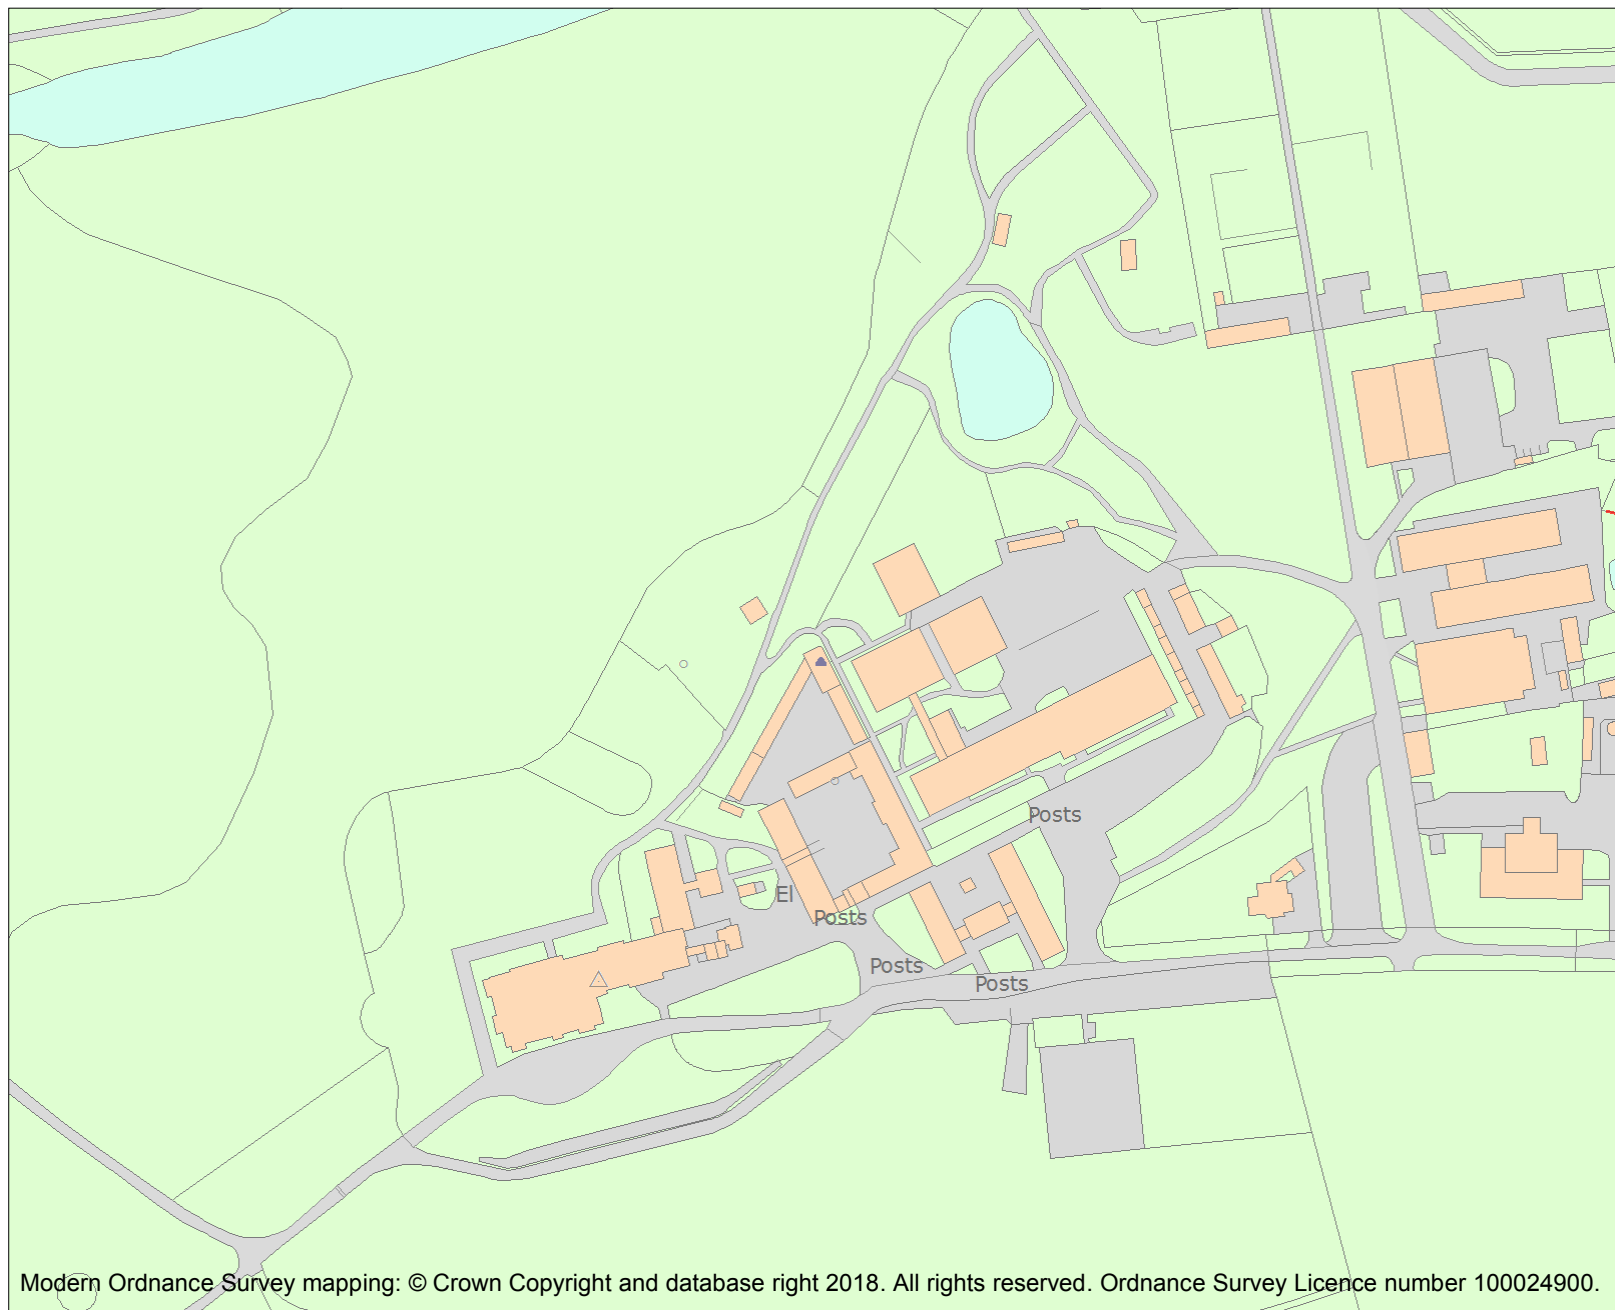 Posts
El
Posts
Posts
Posts
Modern Ordnance Survey mapping: © Crown Copyright and database right 2018. All rights reserved. Ordnance Survey Licence number 100024900.